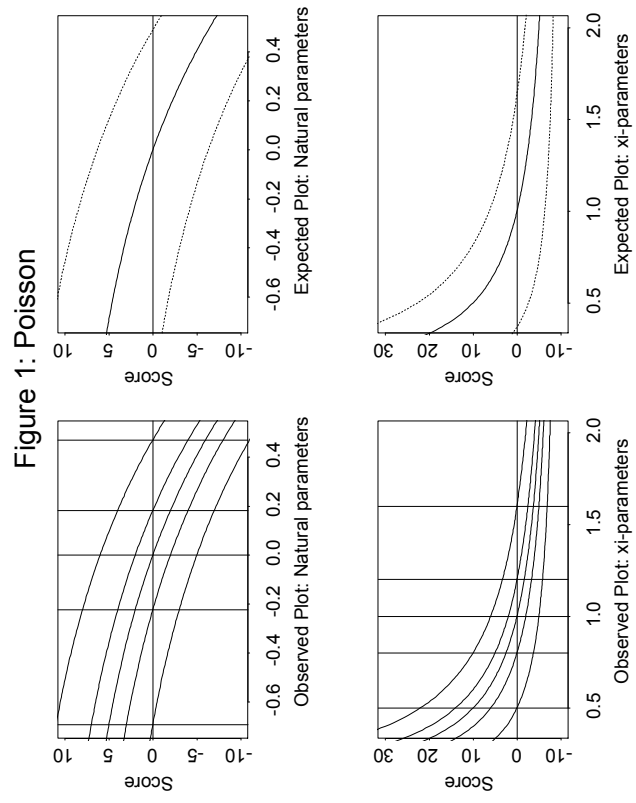 Figure 1: Poisson
Score
10
5
0
-5
-10
-0.6 -0.4 -0.2 0.0 0.2 0.4
Observed Plot: Natural parameters
Score
10
5
0
-5
-10
-0.6 -0.4 -0.2 0.0 0.2 0.4
Expected Plot: Natural parameters
Score
30
20
10
0
-10
0.5 1.0 1.5 2.0
Observed Plot: xi-parameters
Score
30
20
10
0
-10
0.5 1.0 1.5 2.0
Expected Plot: xi-parameters